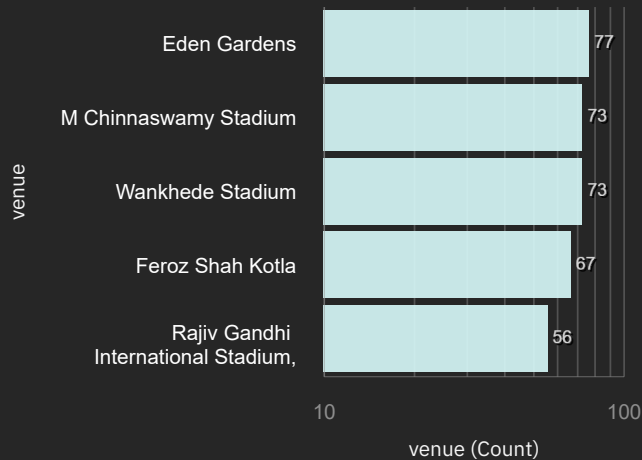 Eden Gardens
77
M Chinnaswamy Stadium
73
venue
Wankhede Stadium
73
Feroz Shah Kotla
67
Rajiv Gandhi
International Stadium,
56
10
100
venue (Count)